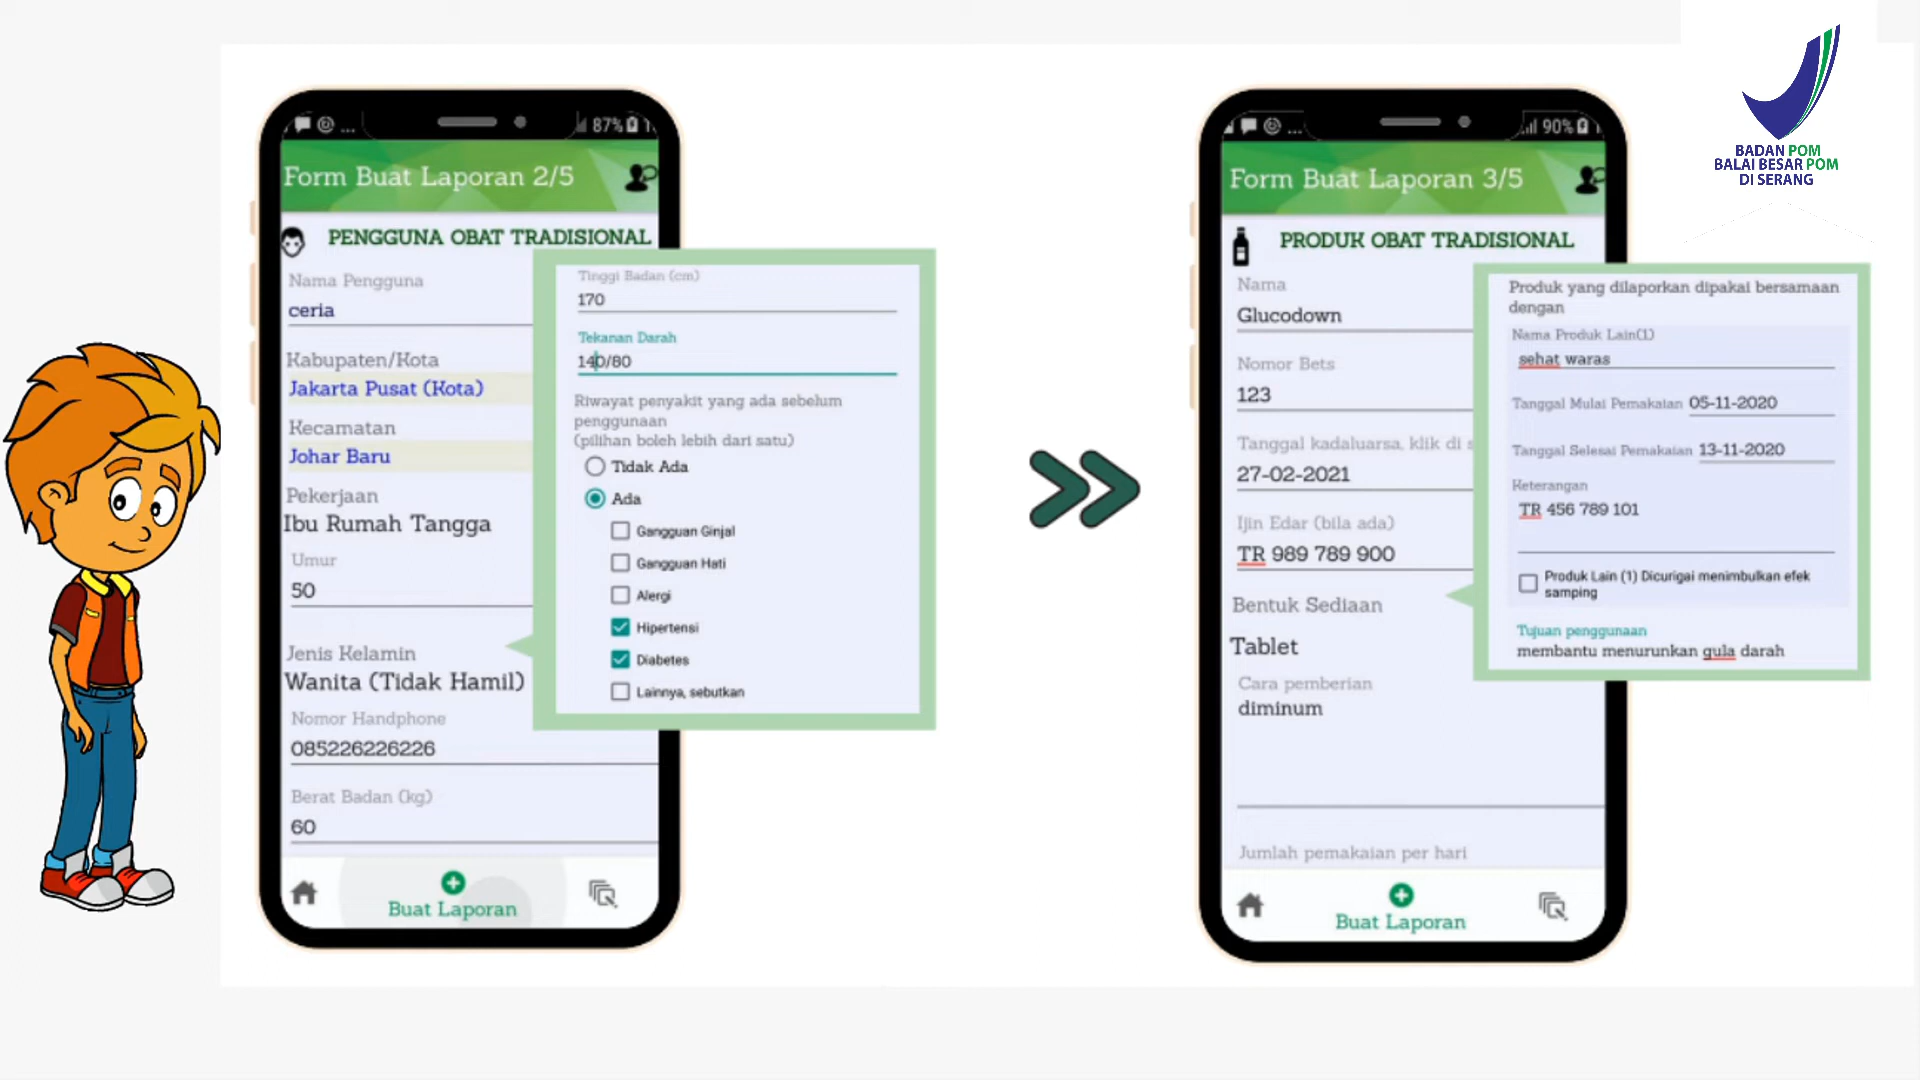 87%
Form Buat Laporan 2/5
PENGGUNA OBAT TRADISIONAL
Nama Pengguna
ceria
Kabupaten/Kota
Jakarta Pusat (Kota)
Kecamatan
Johar Baru
Pekerjaan
Ibu Rumah Tangga
Umur
50
Jenis Kelamin
Wanita (Tidak Hamil)
Nomor Handphone
085226226226
Berat Badan (kg)
60
Buat Laporan
Tinggi Badan (cm)
170
Tekanan Darah
140/80
Riwayat penyakit yang ada sebelum
penggunaan
(pilihan boleh lebih dari satu)
Tidak Ada
Ada
Gangguan Ginjal
Gangguan Hati
Alergi
Hipertensi
Diabetes
Lainnya, sebutkan
90%
Form Buat Laporan 3/5
PRODUK OBAT TRADISIONAL
Nama
Glucodown
Nomor Bets
123
Tanggal kadaluarsa, klik di
27-02-2021
Ijin Edar (bila ada)
TR 989 789 900
Bentuk Sediaan
Tablet
Cara pemberian
diminum
Jumlah pemakaian per hari
Buat Laporan
Produk yang dilaporkan dipakai bersamaan
dengan
Nama Produk Lain(1)
sehat waras
Tanggal Mulai Pemakaian 05-11-2020
Tanggal Selesai Pemakaian 13-11-2020
Keterangan
TR 456 789 101
Produk Lain (1) Dicurigai menimbulkan efek
samping
Tujuan penggunaan
membantu menurunkan gula darah
BADAN POM
BALAI BESAR POM
DI SERANG